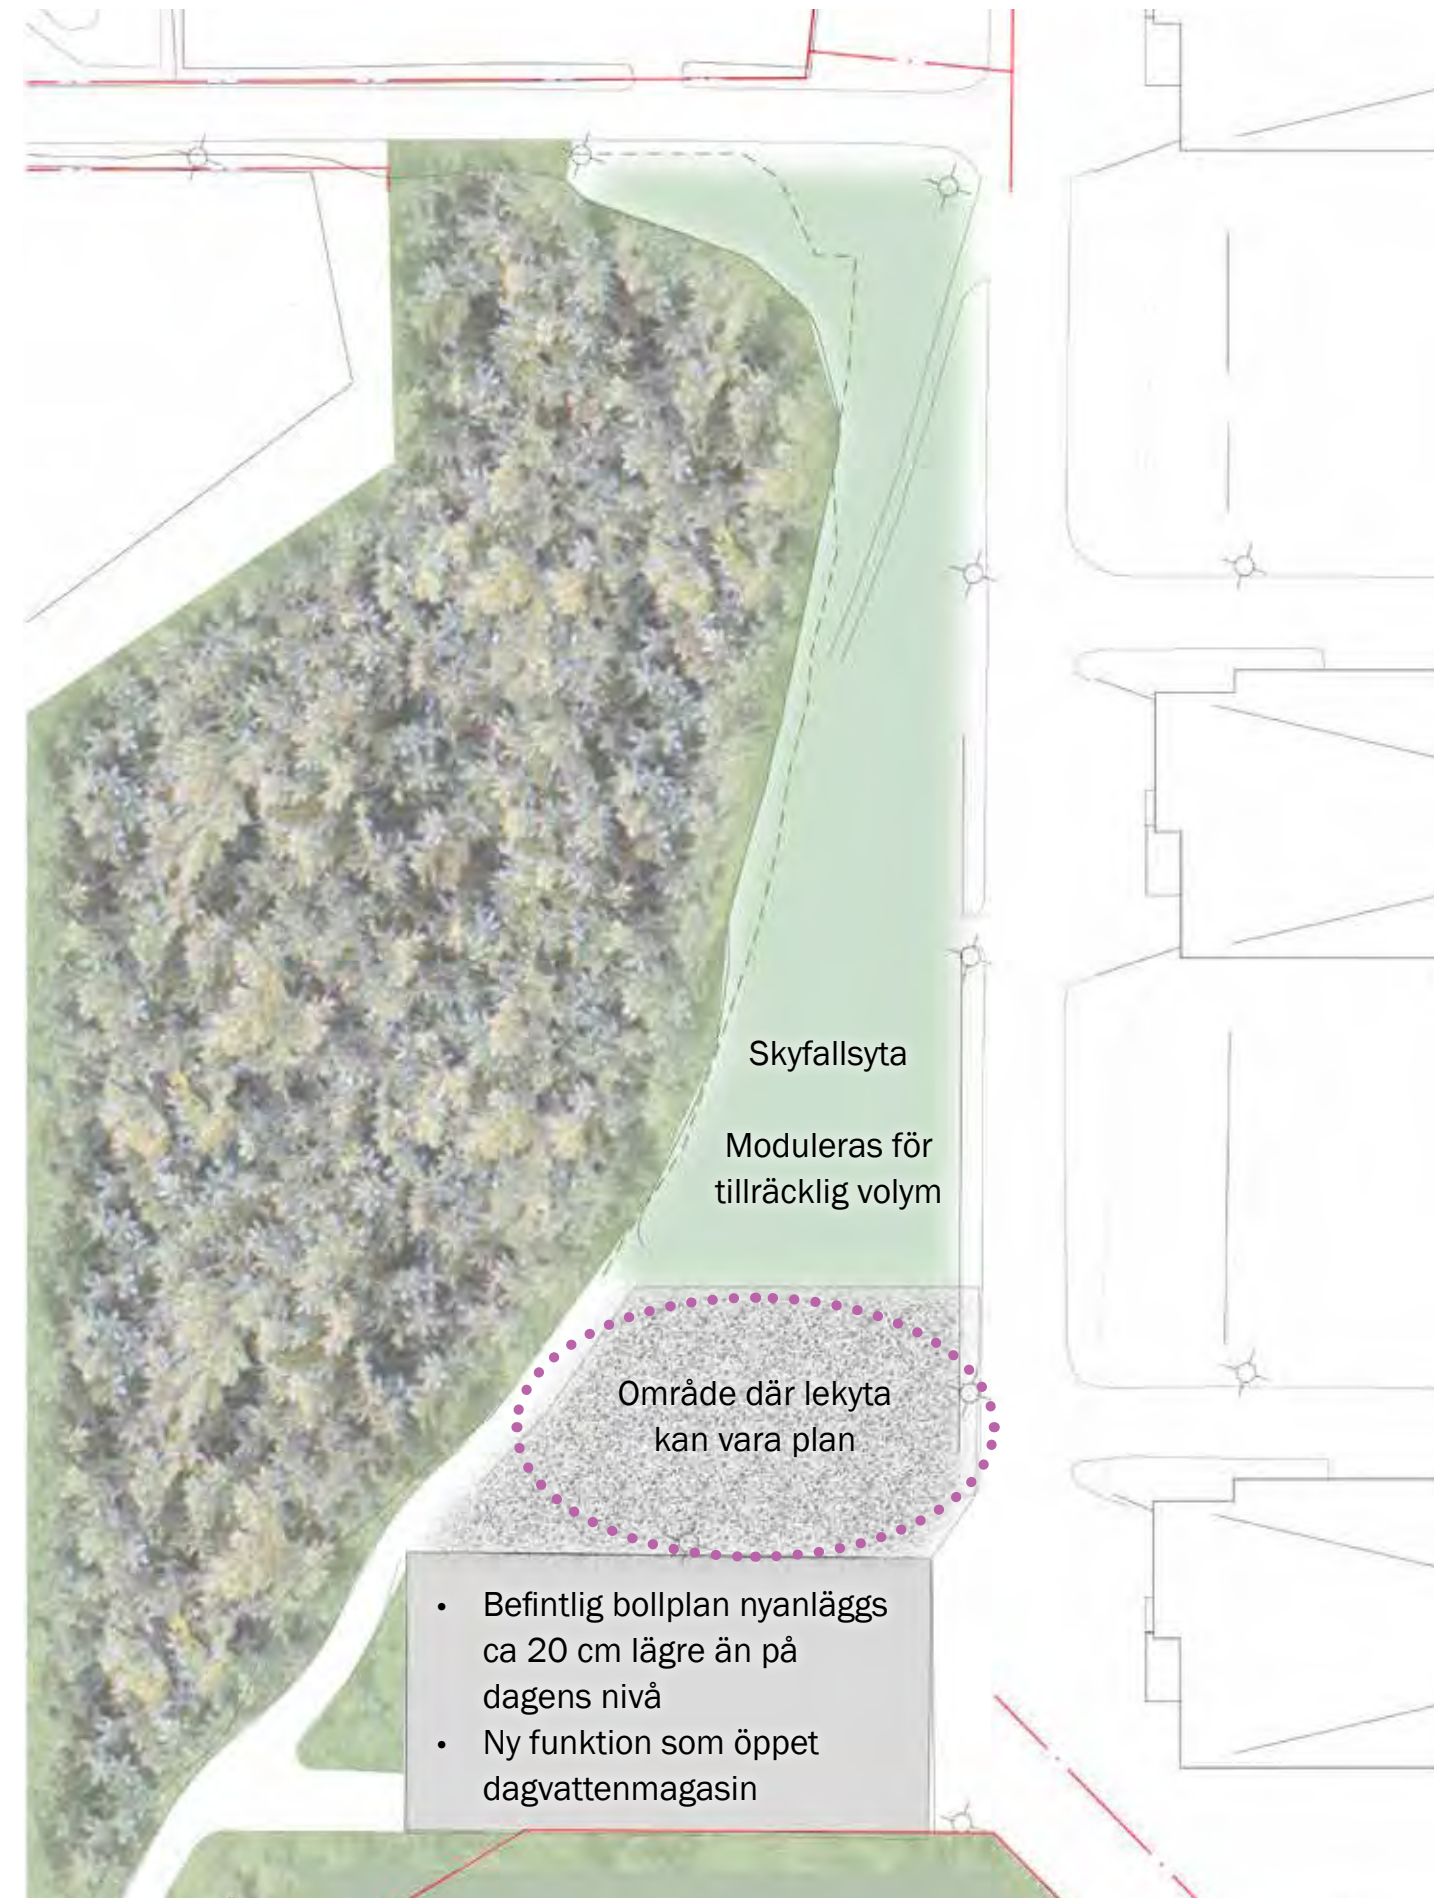 Skyfallsyta
Moduleras för
tillräcklig volym
Område där lekyta
kan vara plan
• Befintlig bollplan nyanläggs
ca 20 cm lägre än på
dagens nivå
• Ny funktion som öppet
dagvattenmagasin